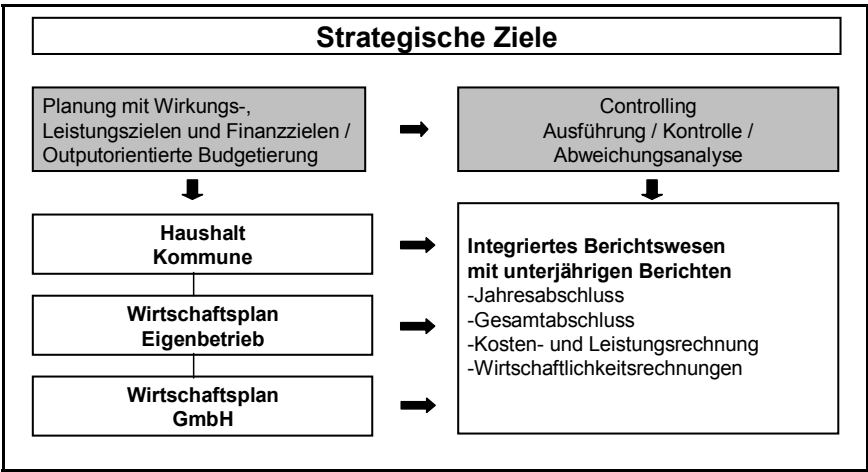 Strategische Ziele
Planung mit Wirkungs-,
Leistungszielen und Finanzzielen /
Outputorientierte Budgetierung
Controlling
Ausführung / Kontrolle /
Abweichungsanalyse
Haushalt
Kommune
Wirtschaftsplan
Eigenbetrieb
Wirtschaftsplan
GmbH
Integriertes Berichtswesen
mit unterjährigen Berichten
-Jahresabschluss
-Gesamtabschluss
-Kosten- und Leistungsrechnung
-Wirtschaftlichkeitsrechnungen